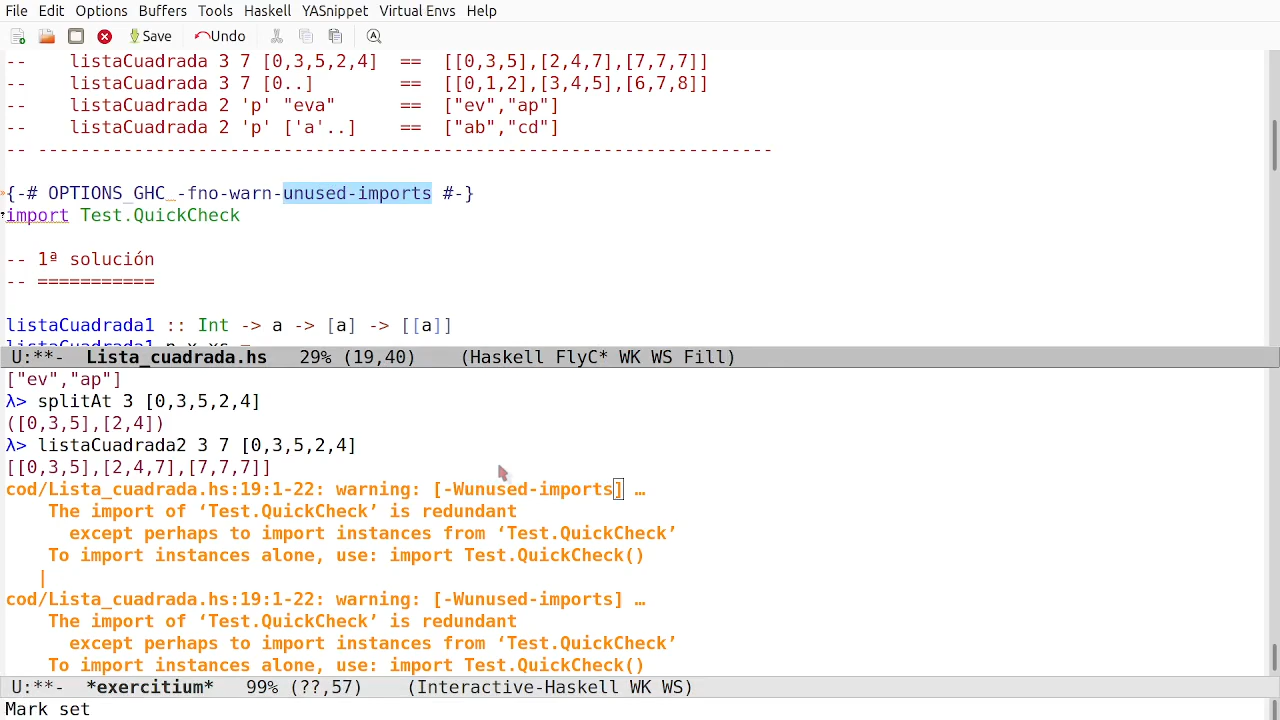 File Edit Options Buffers Tools Haskell YASnippet Virtual Envs Help
Save Undo
--    listaCuadrada 3 7 [0,3,5,2,4]  ==  [[0,3,5],[2,4,7],[7,7,7]]
--    listaCuadrada 3 7 [0..]        ==  [[0,1,2],[3,4,5],[6,7,8]]
--    listaCuadrada 2 'p' "eva"      ==  ["ev","ap"]
--    listaCuadrada 2 'p' ['a'..]    ==  ["ab","cd"]
-- ---------------------------------------------------------------------
{-# OPTIONS_GHC -fno-warn-unused-imports #-}
import Test.QuickCheck
-- 1ª solución
-- ===========
listaCuadrada1 :: Int -> a -> [a] -> [[a]]
listaCuadrada1 n x xs =
U:**-  Lista_cuadrada.hs   29% (19,40)    (Haskell FlyC* WK WS Fill)
["ev","ap"]
λ> splitAt 3 [0,3,5,2,4]
([0,3,5],[2,4])
λ> listaCuadrada2 3 7 [0,3,5,2,4]
[[0,3,5],[2,4,7],[7,7,7]]
cod/Lista_cuadrada.hs:19:1-22: warning: [-Wunused-imports] …
    The import of ‘Test.QuickCheck’ is redundant
      except perhaps to import instances from ‘Test.QuickCheck’
    To import instances alone, use: import Test.QuickCheck()
   |
cod/Lista_cuadrada.hs:19:1-22: warning: [-Wunused-imports] …
    The import of ‘Test.QuickCheck’ is redundant
      except perhaps to import instances from ‘Test.QuickCheck’
    To import instances alone, use: import Test.QuickCheck()
U:**-  *exercitium*   99% (??,57)    (Interactive-Haskell WK WS)
Mark set